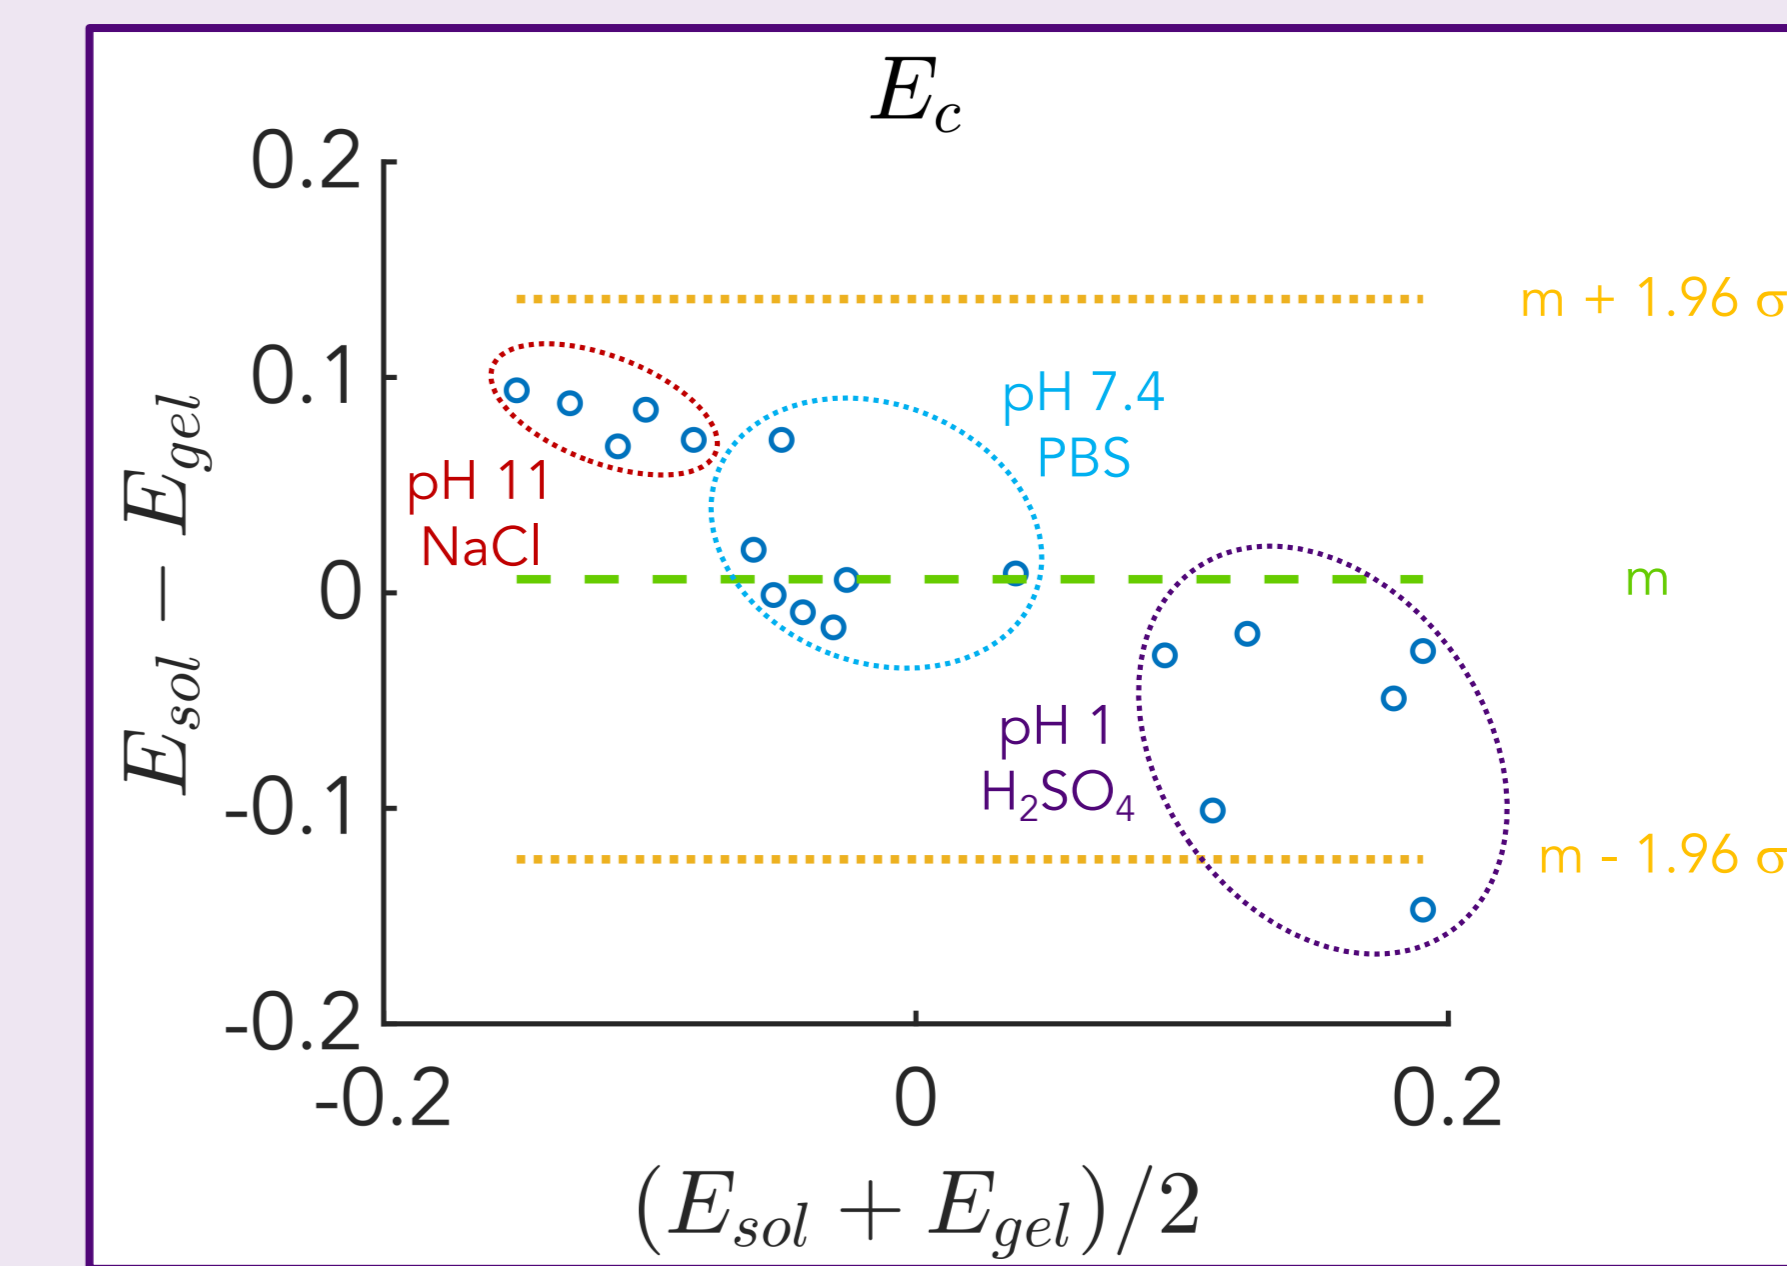 E_c
0.2
0.1
0
-0.1
-0.2
E_sol − E_gel
m + 1.96 σ
pH 7.4
PBS
pH 11
NaCl
m
pH 1
H₂SO₄
m - 1.96 σ
-0.2 0 0.2
(E_sol + E_gel)/2